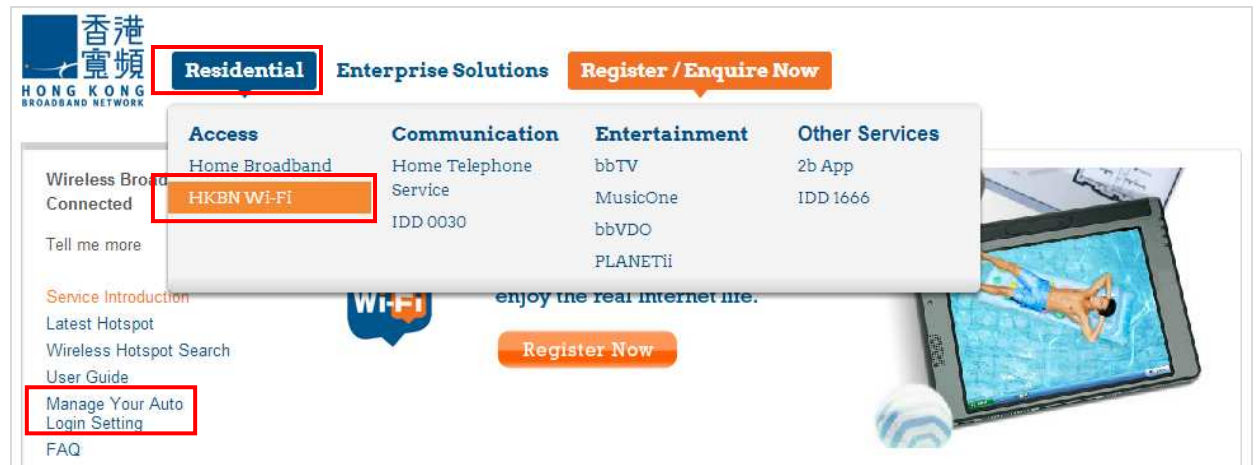 香港
寬頻
HONG KONG
BROADBAND NETWORK
Residential
Enterprise Solutions
Register / Enquire Now
Access
Home Broadband
HKBN Wi-Fi
Communication
Home Telephone
Service
IDD 0030
Entertainment
bbTV
MusicOne
bbVDO
PLANETii
Other Services
2b App
IDD 1666
Wireless Broad
Connected
Tell me more
Service Introduction
Latest Hotspot
Wireless Hotspot Search
User Guide
Manage Your Auto
Login Setting
FAQ
Wi-Fi
enjoy the real Internet life.
Register Now